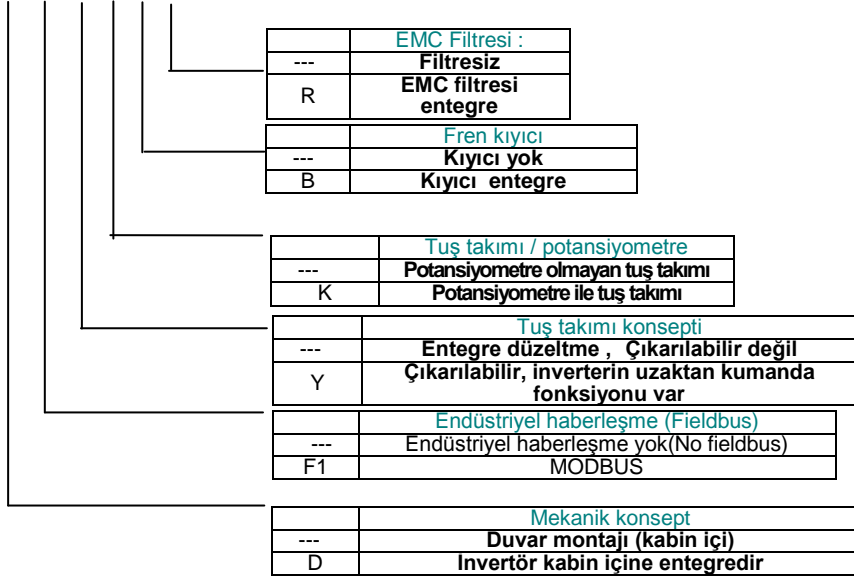 EMC Filtresi :
--- Filtresiz
R EMC filtresi
entegre
Fren kıyıcı
--- Kıyıcı yok
B Kıyıcı entegre
Tuş takımı / potansiyometre
--- Potansiyometre olmayan tuş takımı
K Potansiyometre ile tuş takımı
Tuş takımı konsepti
--- Entegre düzeltme , Çıkarılabilir değil
Y Çıkarılabilir, inverterin uzaktan kumanda
fonksiyonu var
Endüstriyel haberleşme (Fieldbus)
--- Endüstriyel haberleşme yok(No fieldbus)
F1 MODBUS
Mekanik konsept
--- Duvar montajı (kabin içi)
D Invertör kabin içine entegredir